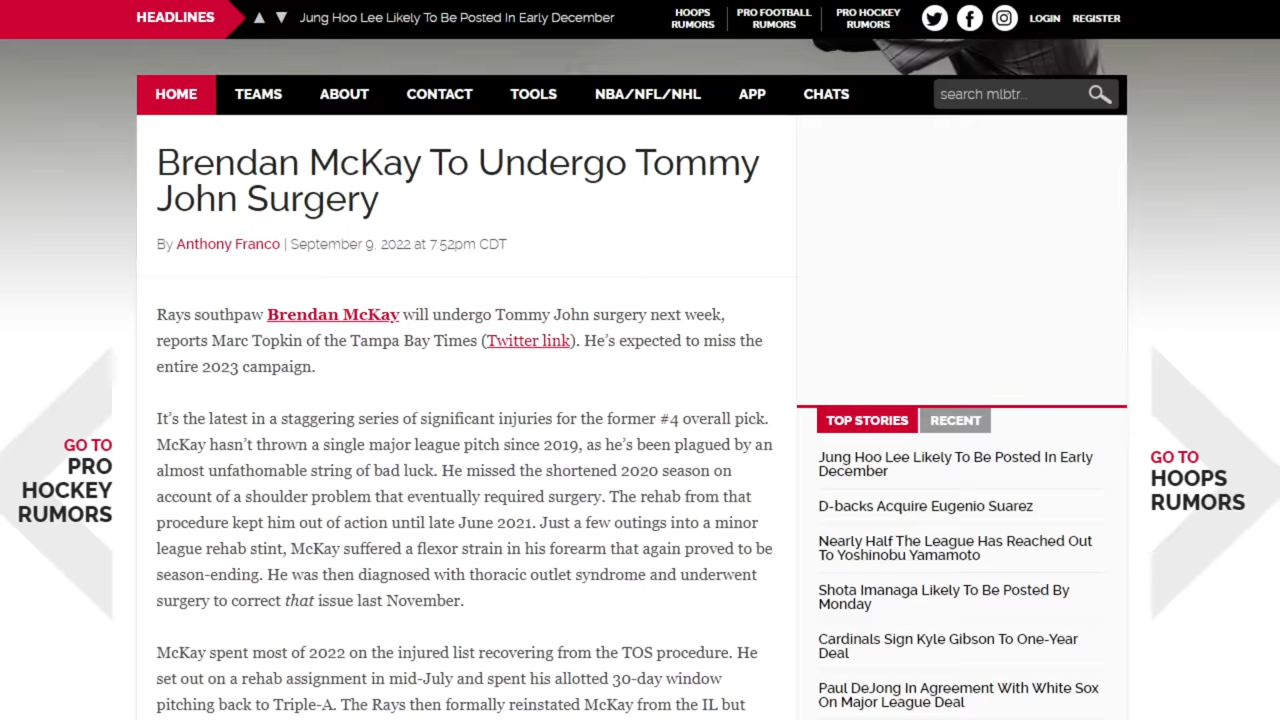 HEADLINES
▲ ▼ Jung Hoo Lee Likely To Be Posted In Early December
HOOPS
RUMORS
PRO FOOTBALL
RUMORS
PRO HOCKEY
RUMORS
LOGIN
REGISTER
HOME
TEAMS
ABOUT
CONTACT
TOOLS
NBA/NFL/NHL
APP
CHATS
search mlbtr...
Brendan McKay To Undergo Tommy
John Surgery
By Anthony Franco | September 9, 2022 at 7:52pm CDT
Rays southpaw Brendan McKay will undergo Tommy John surgery next week,
reports Marc Topkin of the Tampa Bay Times (Twitter link). He's expected to miss the
entire 2023 campaign.
It's the latest in a staggering series of significant injuries for the former #4 overall pick.
McKay hasn't thrown a single major league pitch since 2019, as he's been plagued by an
almost unfathomable string of bad luck. He missed the shortened 2020 season on
account of a shoulder problem that eventually required surgery. The rehab from that
procedure kept him out of action until late June 2021. Just a few outings into a minor
league rehab stint, McKay suffered a flexor strain in his forearm that again proved to be
season-ending. He was then diagnosed with thoracic outlet syndrome and underwent
surgery to correct that issue last November.
McKay spent most of 2022 on the injured list recovering from the TOS procedure. He
set out on a rehab assignment in mid-July and spent his allotted 30-day window
pitching back to Triple-A. The Rays then formally reinstated McKay from the IL but
GO TO
PRO
HOCKEY
RUMORS
TOP STORIES
RECENT
Jung Hoo Lee Likely To Be Posted In Early
December
D-backs Acquire Eugenio Suarez
Nearly Half The League Has Reached Out
To Yoshinobu Yamamoto
Shota Imanaga Likely To Be Posted By
Monday
Cardinals Sign Kyle Gibson To One-Year
Deal
Paul DeJong In Agreement With White Sox
On Major League Deal
GO TO
HOOPS
RUMORS